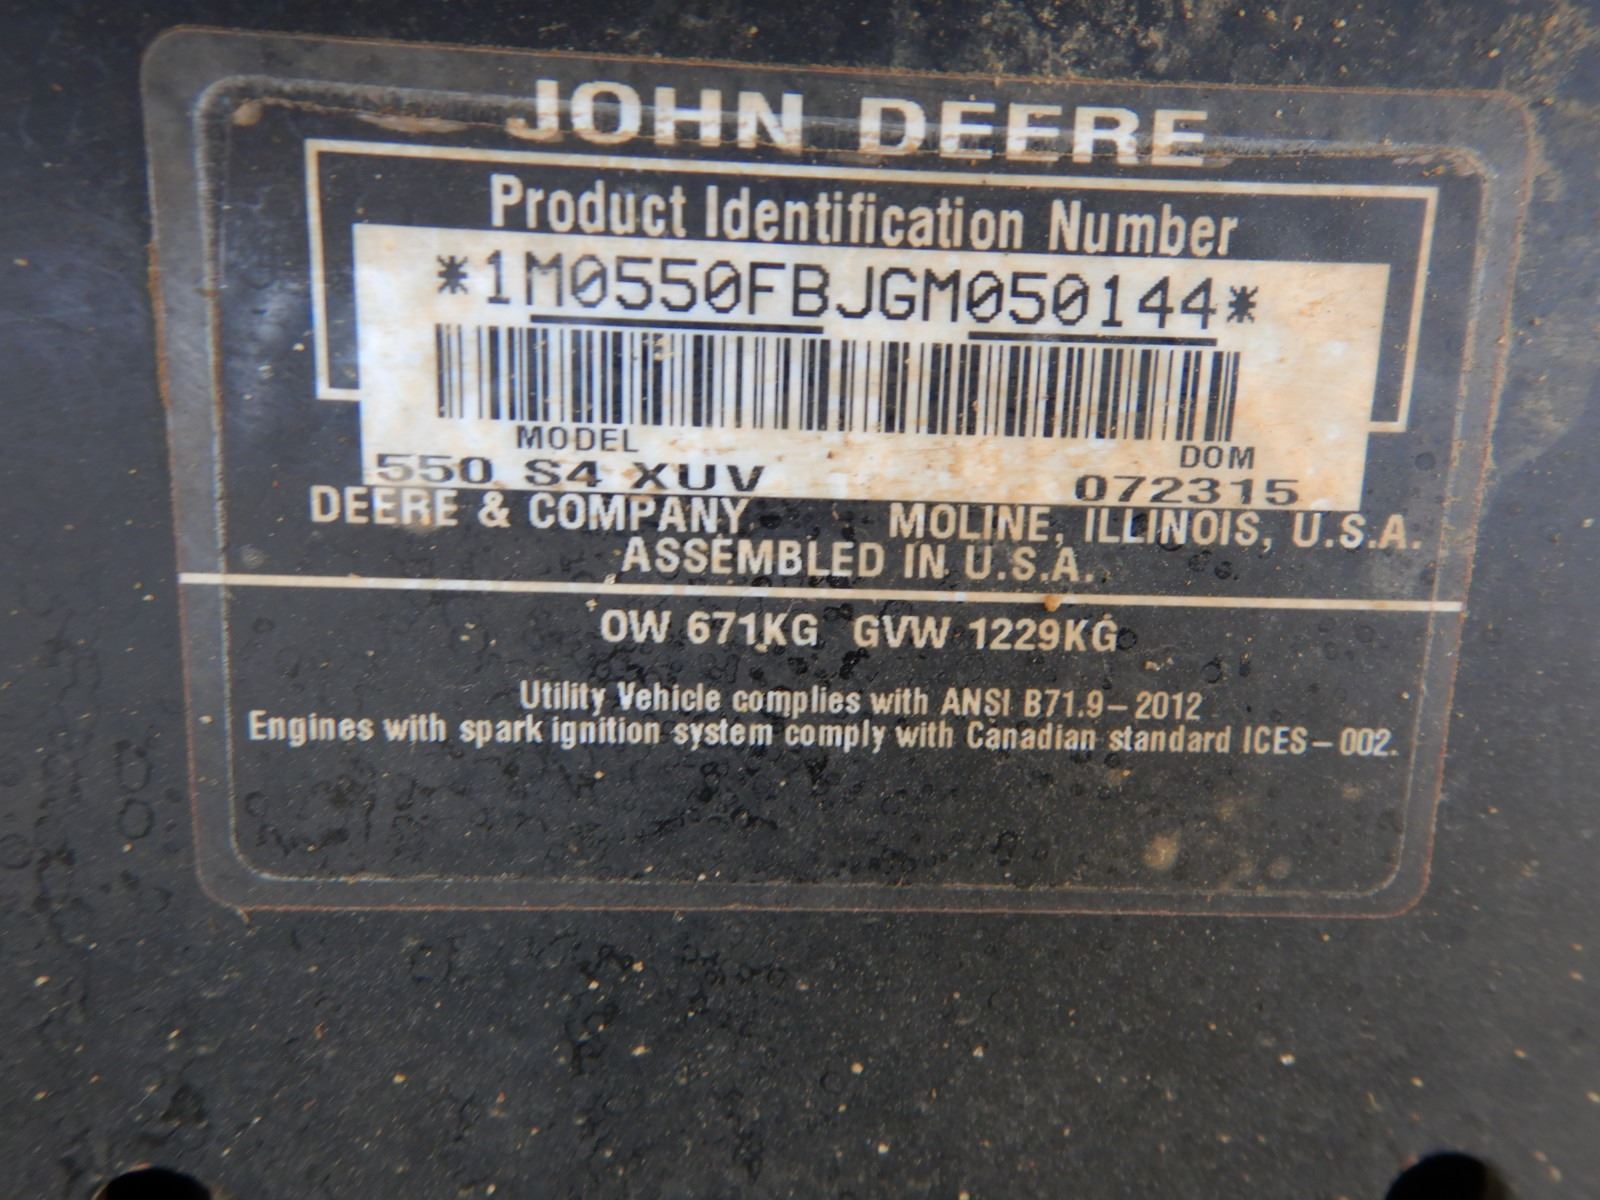 JOHN DEERE
Product Identification Number
*1M0550FBJGM050144*
MODEL DOM
550 S4 XUV 072315
DEERE & COMPANY MOLINE, ILLINOIS, U.S.A.
ASSEMBLED IN U.S.A.
OW 671KG GVW 1229KG
Utility Vehicle complies with ANSI B71.9-2012
Engines with spark ignition system comply with Canadian standard ICES-002.